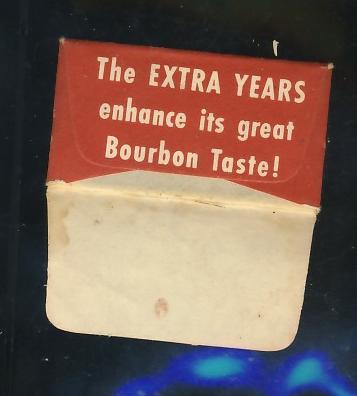 The EXTRA YEARS
enhance its great
Bourbon Taste!